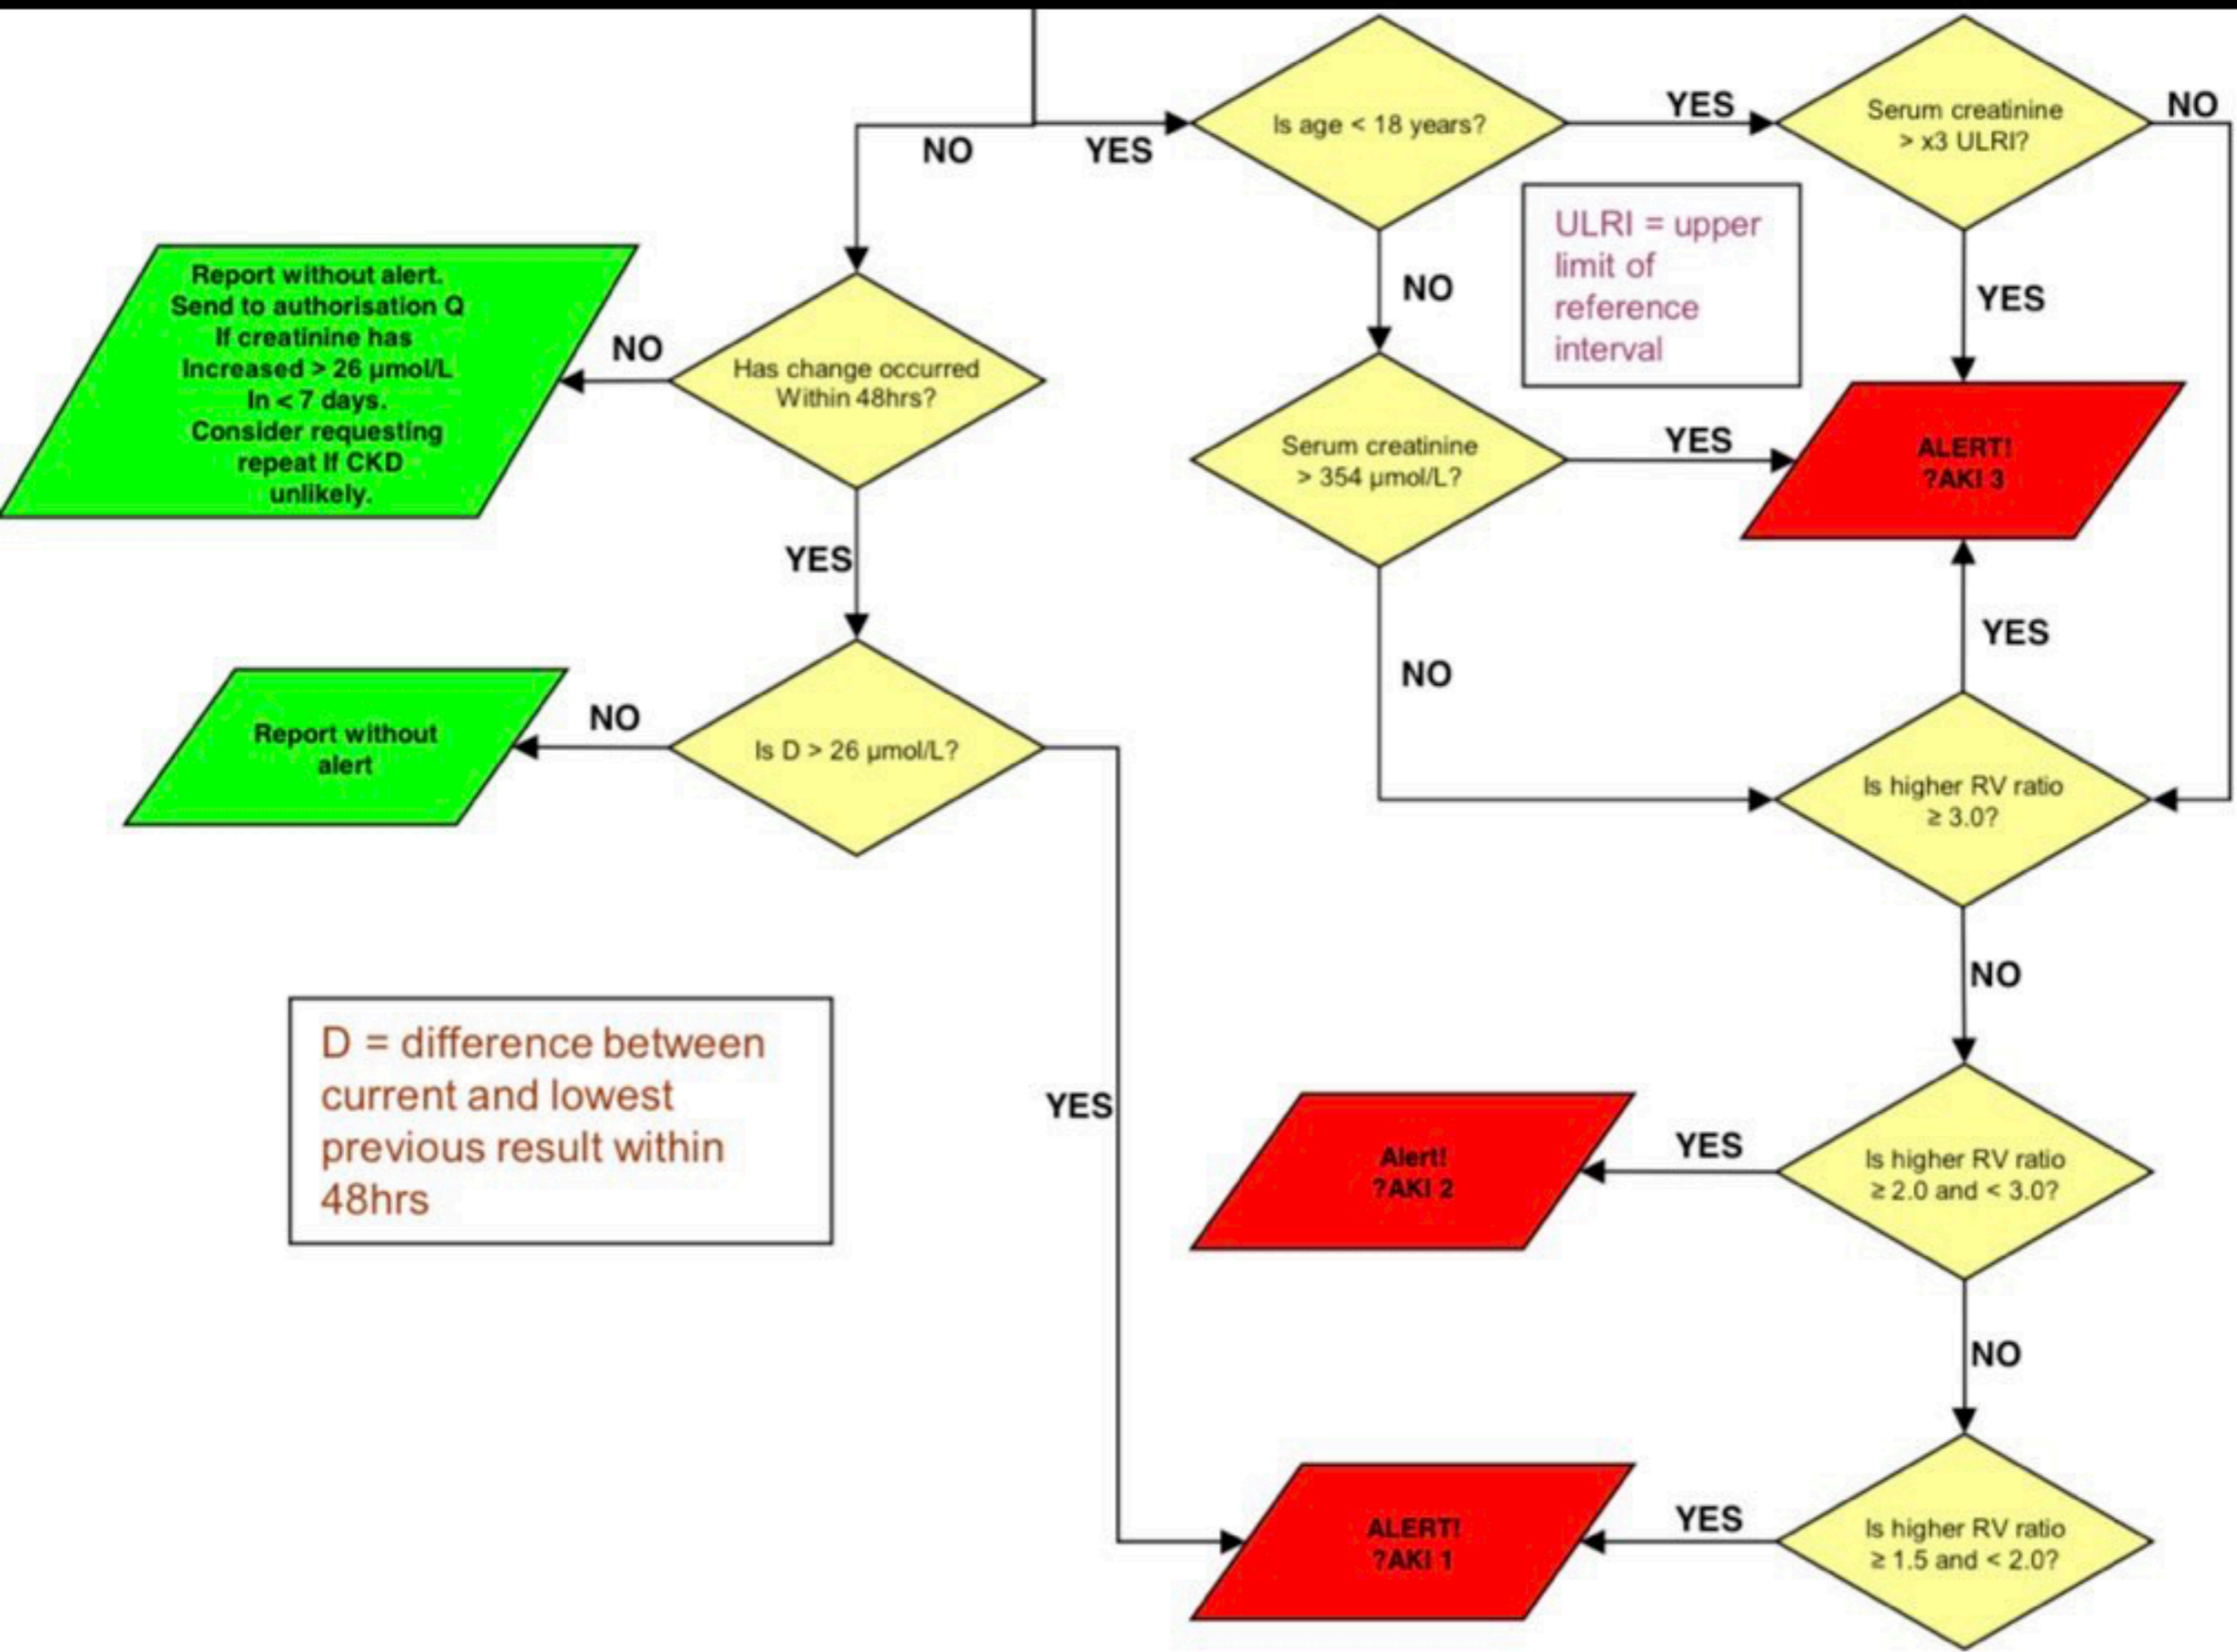 Is age < 18 years?
YES
Serum creatinine
> x3 ULRI?
NO
NO
YES
ULRI = upper
limit of
reference
interval
NO
YES
Report without alert.
Send to authorisation Q
If creatinine has
Increased > 26 µmol/L
In < 7 days.
Consider requesting
repeat If CKD
unlikely.
NO
Has change occurred
Within 48hrs?
Serum creatinine
> 354 µmol/L?
YES
ALERT!
?AKI 3
YES
YES
NO
Report without
alert
NO
Is D > 26 µmol/L?
Is higher RV ratio
≥ 3.0?
NO
D = difference between
current and lowest
previous result within
48hrs
YES
Alert!
?AKI 2
YES
Is higher RV ratio
≥ 2.0 and < 3.0?
NO
ALERT!
?AKI 1
YES
Is higher RV ratio
≥ 1.5 and < 2.0?